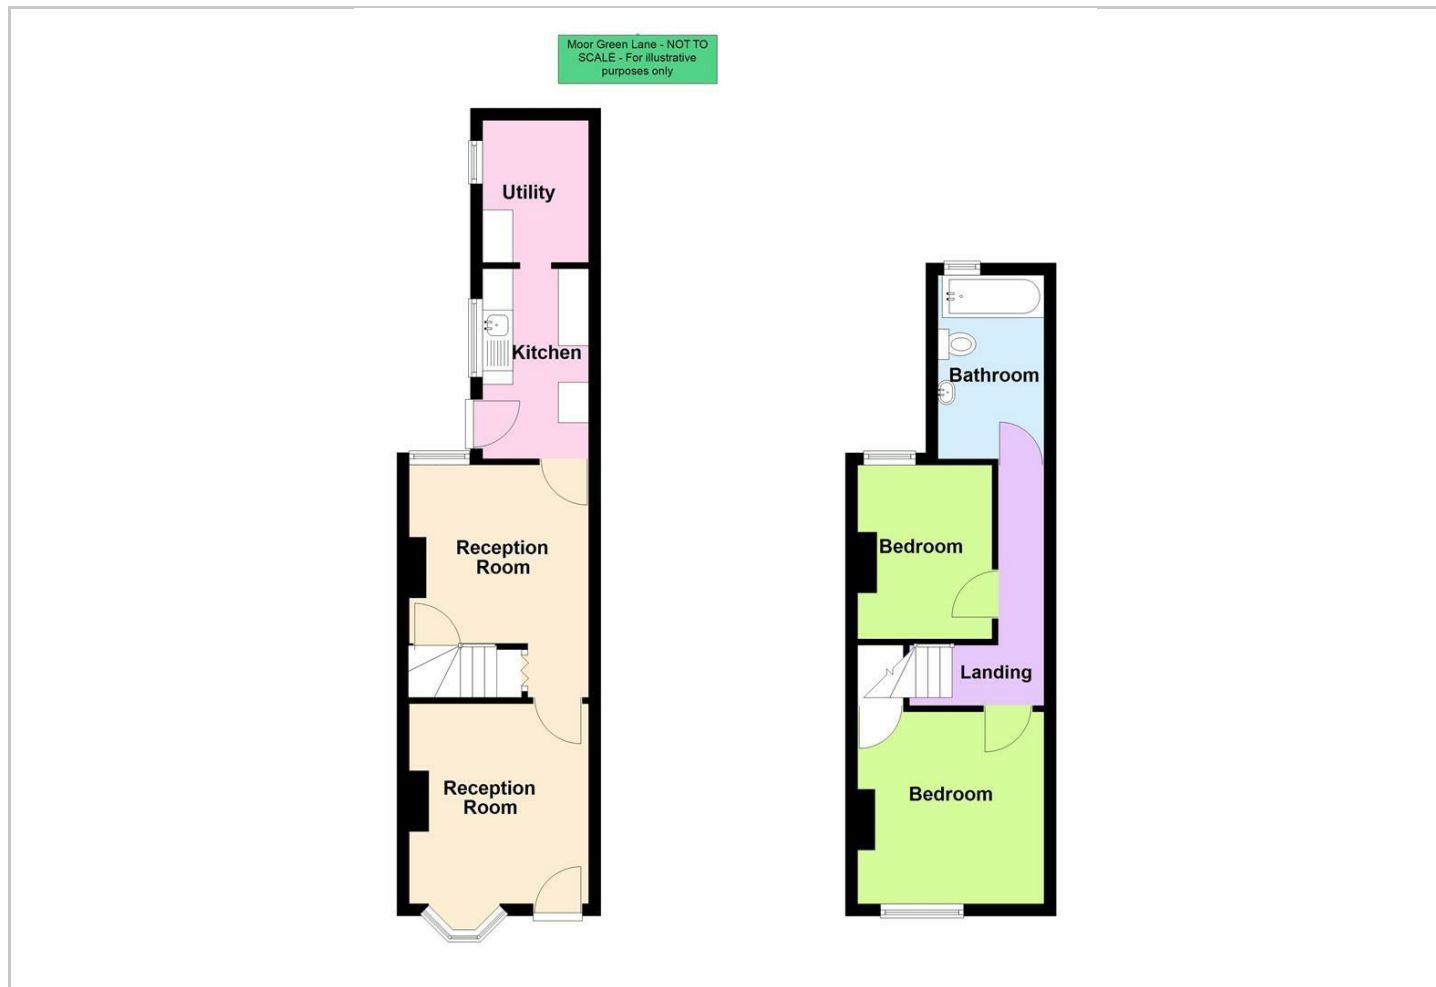 Moor Green Lane - NOT TO
SCALE - For illustrative
purposes only
Utility
Kitchen
Reception
Room
Reception
Room
Bathroom
Bedroom
Landing
Bedroom